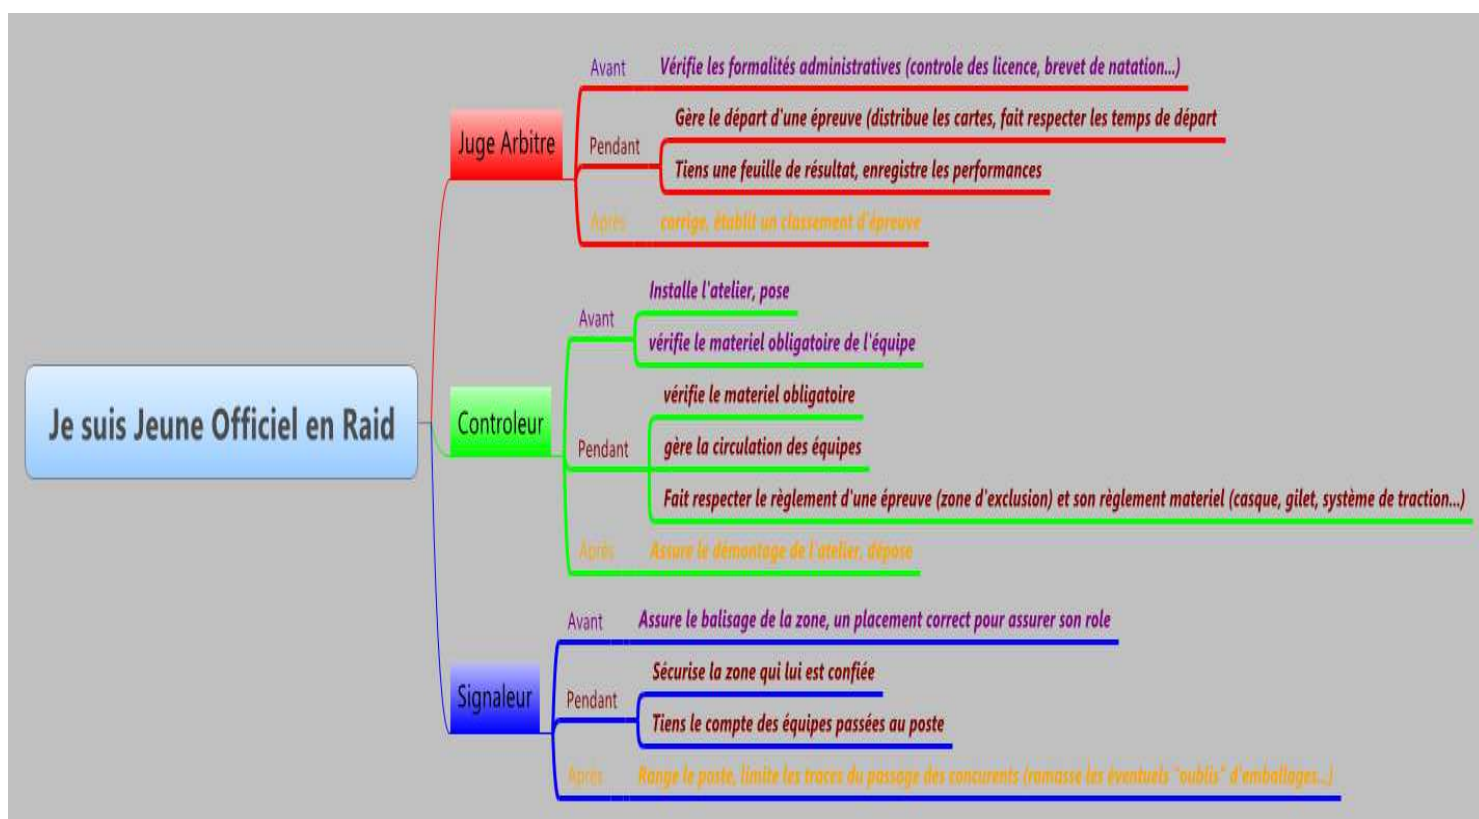 Je suis Jeune Officiel en Raid
Juge Arbitre
Avant
Vérifie les formalités administratives (controle des licence, brevet de natation...)
Pendant
Gère le départ d'une épreuve (distribue les cartes, fait respecter les temps de départ
Tiens une feuille de résultat, enregistre les performances
Après
corrige, établit un classement d'épreuve
Controleur
Avant
Installe l'atelier, pose
vérifie le materiel obligatoire de l'équipe
Pendant
vérifie le materiel obligatoire
gère la circulation des équipes
Fait respecter le règlement d'une épreuve (zone d'exclusion) et son règlement materiel (casque, gilet, système de traction...)
Après
Assure le démontage de l'atelier, dépose
Signaleur
Avant
Assure le balisage de la zone, un placement correct pour assurer son role
Pendant
Sécurise la zone qui lui est confiée
Tiens le compte des équipes passées au poste
Après
Range le poste, limite les traces du passage des concurents (ramasse les éventuels "oublis" d'emballages...)